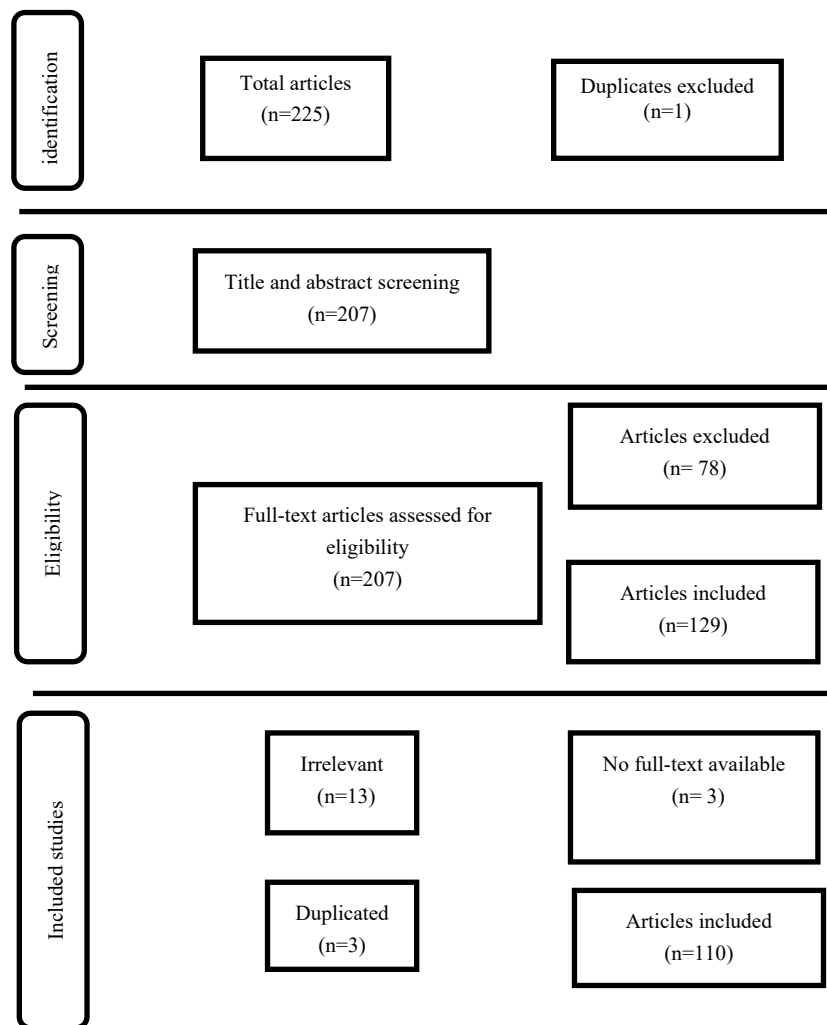 identification
Total articles
(n=225)
Duplicates excluded
(n=1)
Screening
Title and abstract screening
(n=207)
Eligibility
Articles excluded
(n= 78)
Full-text articles assessed for
eligibility
(n=207)
Articles included
(n=129)
Included studies
Irrelevant
(n=13)
No full-text available
(n= 3)
Duplicated
(n=3)
Articles included
(n=110)